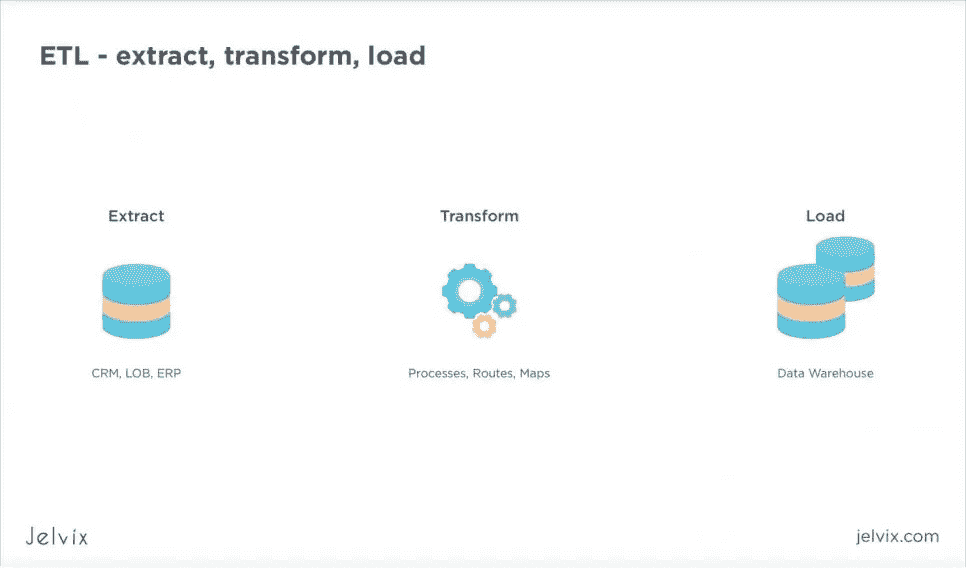 ETL - extract, transform, load
Extract
Transform
Load
CRM, LOB, ERP
Processes, Routes, Maps
Data Warehouse
Jelvix
jelvix.com